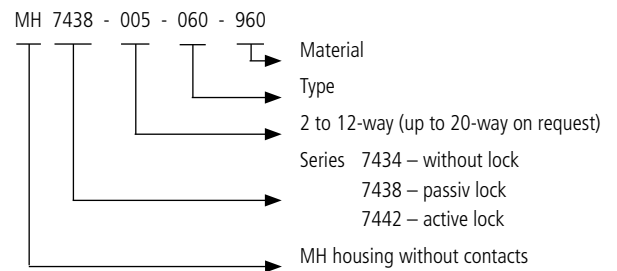 MH 7438 - 005 - 060 - 960
Material
Type
2 to 12-way (up to 20-way on request)
Series 7434 – without lock
7438 – passiv lock
7442 – active lock
MH housing without contacts